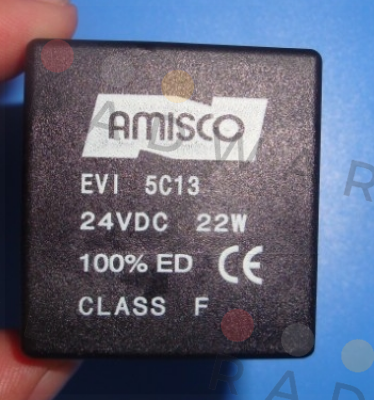 AMISCO
EVI 5C13
24VDC 22W
100% ED CE
CLASS F